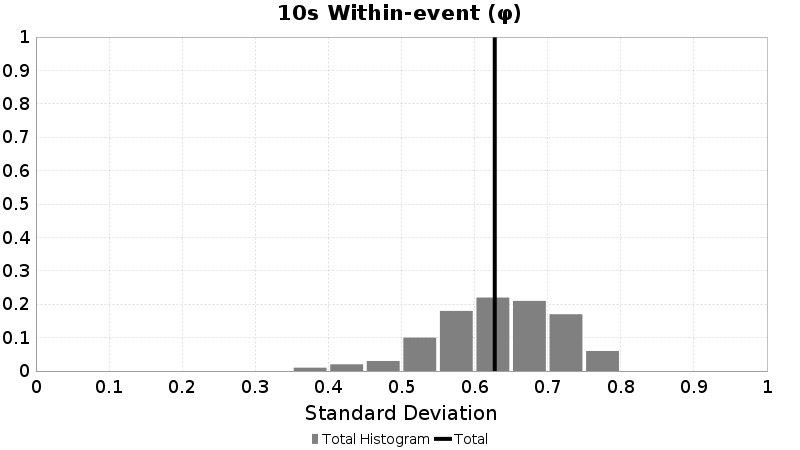 10s Within-event (φ)
1
0.9
0.8
0.7
0.6
0.5
0.4
0.3
0.2
0.1
0
0 0.1 0.2 0.3 0.4 0.5 0.6 0.7 0.8 0.9 1
Standard Deviation
Total Histogram Total